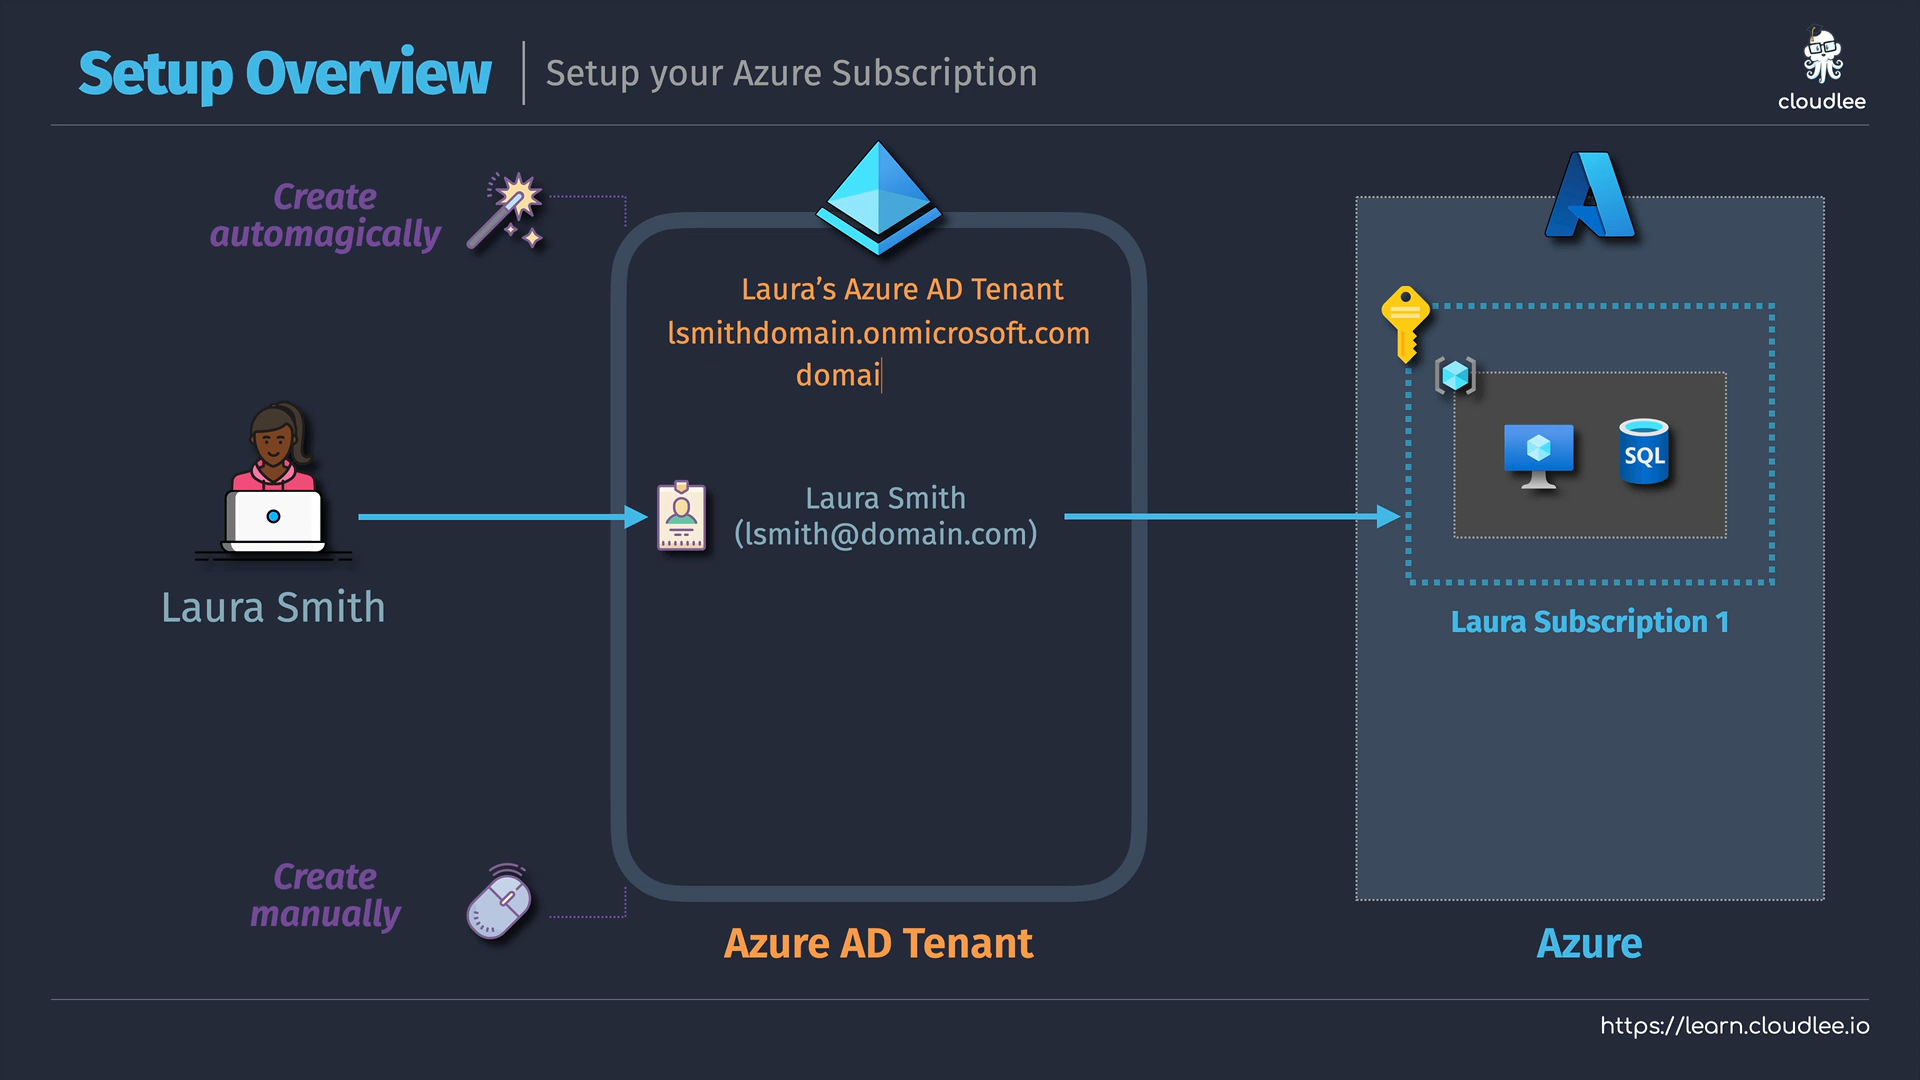 Setup Overview
Setup your Azure Subscription
cloudlee
Create
automagically
Laura’s Azure AD Tenant
lsmithdomain.onmicrosoft.com
domai
Laura Smith
(lsmith@domain.com)
Laura Smith
SQL
Laura Subscription 1
Create
manually
Azure AD Tenant
Azure
https://learn.cloudlee.io